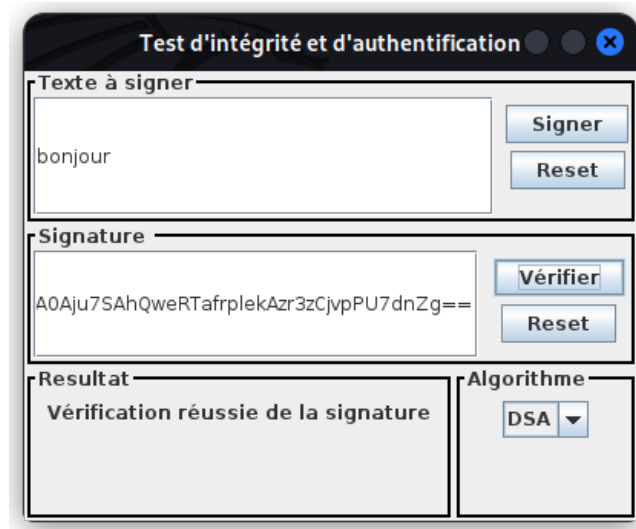 Test d'intégrité et d'authentification
Texte à signer
bonjour
Signer
Reset
Signature
A0Aju7SAhQweRTafrplekAzr3zCjvpPU7dnZg==
Vérifier
Reset
Resultat
Vérification réussie de la signature
Algorithme
DSA